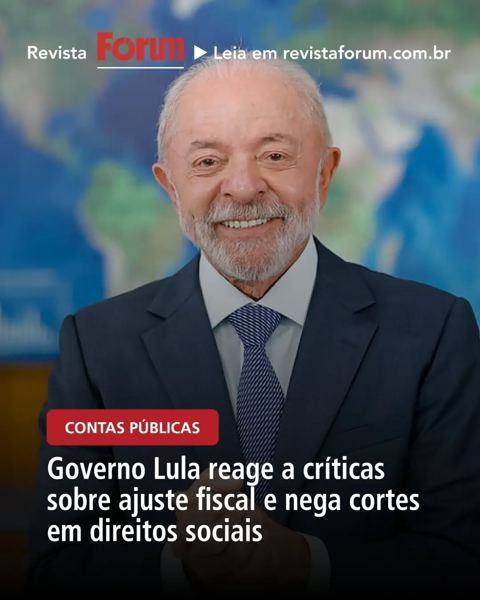 Revista Forum ▶ Leia em revistaforum.com.br
CONTAS PÚBLICAS
Governo Lula reage a críticas
sobre ajuste fiscal e nega cortes
em direitos sociais